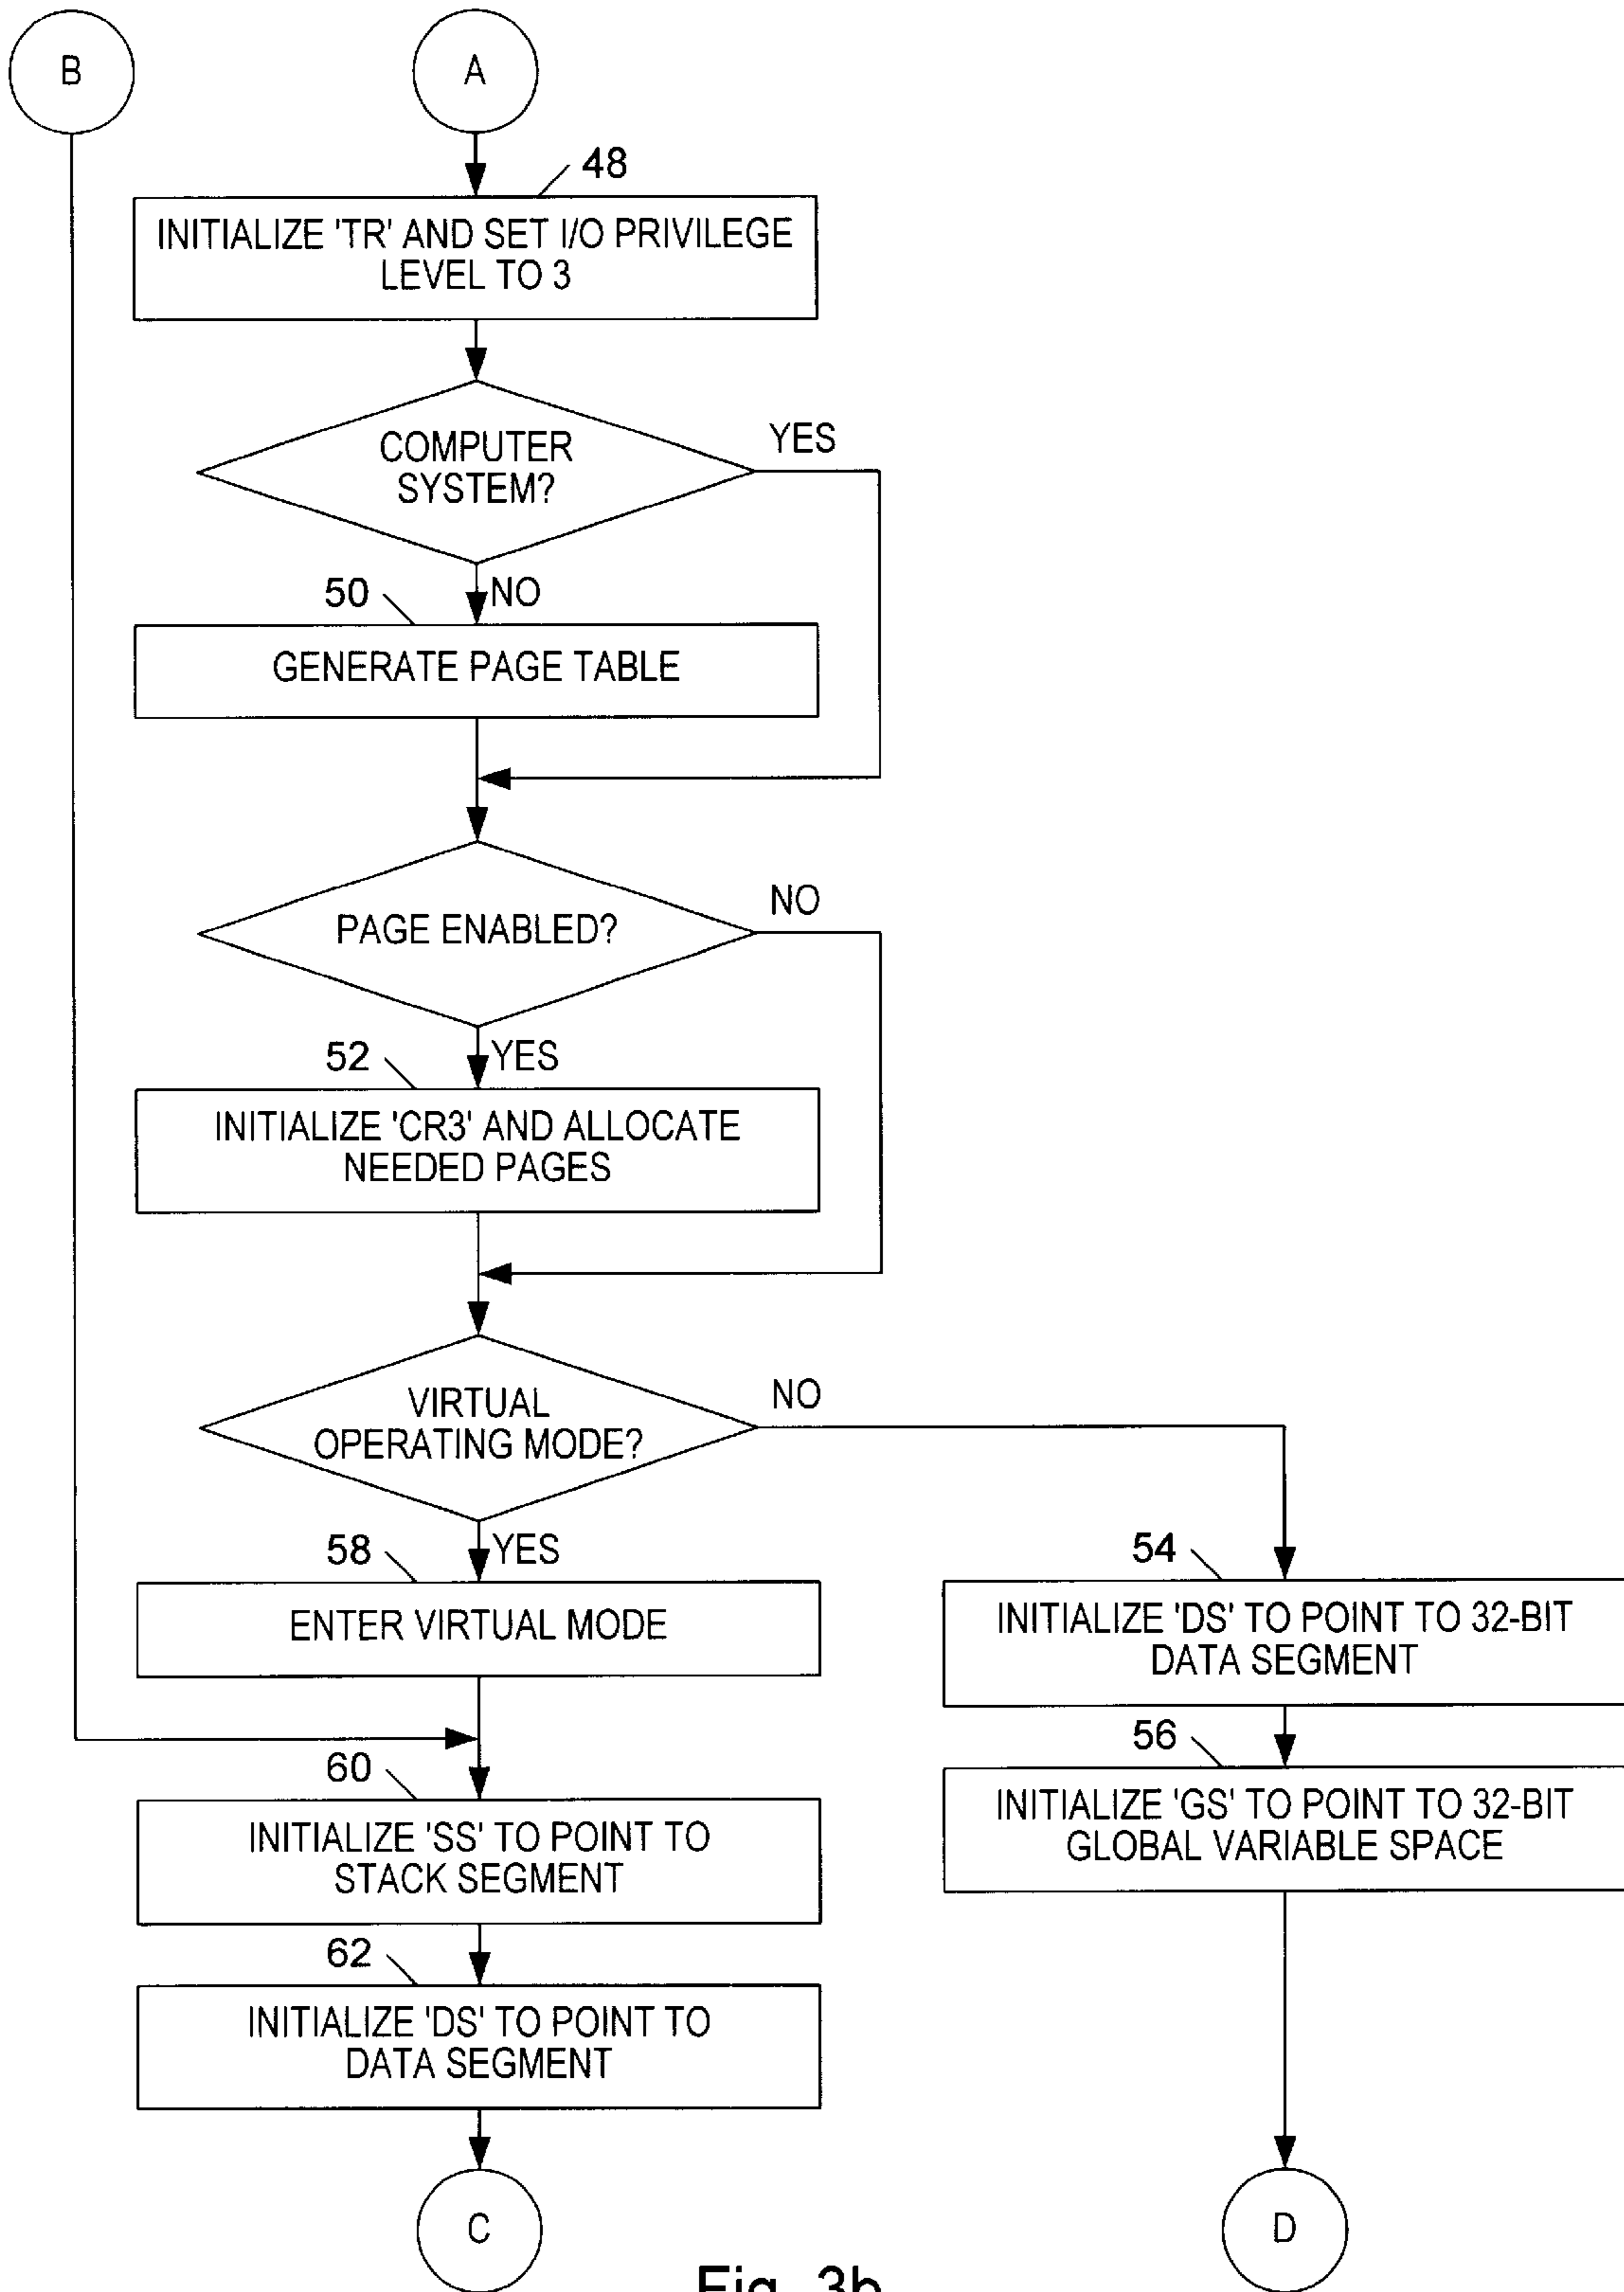 B
A
48
INITIALIZE 'TR' AND SET I/O PRIVILEGE
LEVEL TO 3
COMPUTER
SYSTEM?
YES
NO
50
GENERATE PAGE TABLE
PAGE ENABLED?
NO
YES
52
INITIALIZE 'CR3' AND ALLOCATE
NEEDED PAGES
VIRTUAL
OPERATING MODE?
NO
YES
58
ENTER VIRTUAL MODE
54
INITIALIZE 'DS' TO POINT TO 32-BIT
DATA SEGMENT
56
INITIALIZE 'GS' TO POINT TO 32-BIT
GLOBAL VARIABLE SPACE
60
INITIALIZE 'SS' TO POINT TO
STACK SEGMENT
62
INITIALIZE 'DS' TO POINT TO
DATA SEGMENT
C
D
Fig. 3b